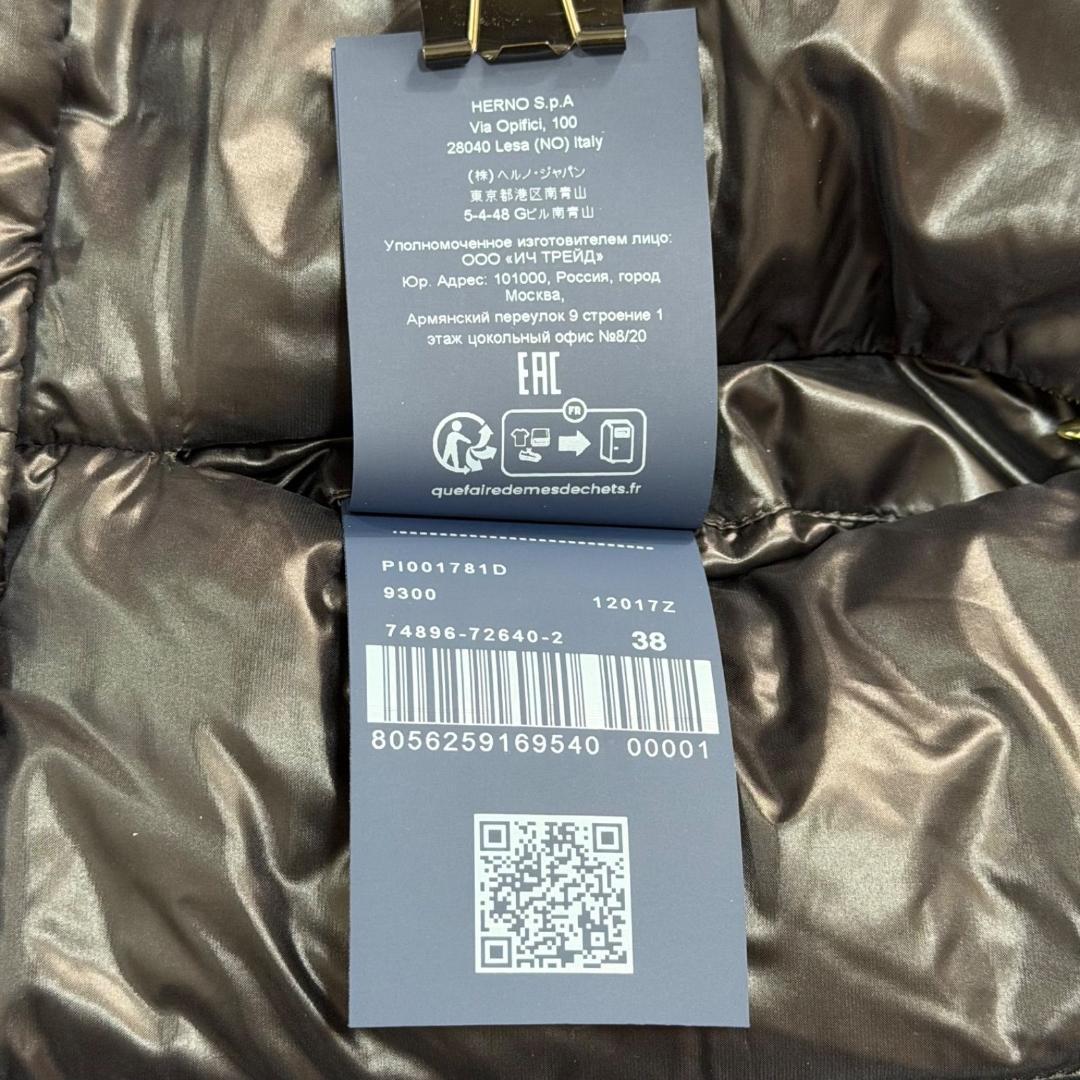 HERNO S.p.A
Via Opifici, 100
28040 Lesa (NO) Italy
(株)ヘルノ・ジャパン
東京都港区南青山
5-4-48 Gビル南青山
Уполномоченное изготовителем лицо:
ООО «ИЧ ТРЕЙД»
Юр. Адрес: 101000, Россия, город
Москва,
Армянский переулок 9 строение 1
этаж цокольный офис №8/20
EAC
FR
quefairedemesdechets.fr
PI001781D
9300
12017Z
74896-72640-2 38
8056259169540 00001